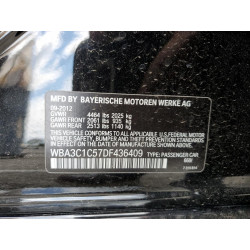 MFD BY BAYERISCHE MOTOREN WERKE AG
09-2012
GVWR
4464 lbs 2025 kg
GAWR FRONT
2061 lbs 935 kg
GAWR REAR
2513 lbs 1140 kg
THIS VEHICLE CONFORMS TO ALL
APPLICABLE U.S. FEDERAL MOTOR VEHICLE
SAFETY, BUMPER AND THEFT
PREVENTION STANDARDS IN EFFECT
ON THE DATE OF MANUFACTURE
SHOWN ABOVE.
WBA3C1C57DF436409 TYPE: PASSENGER CAR